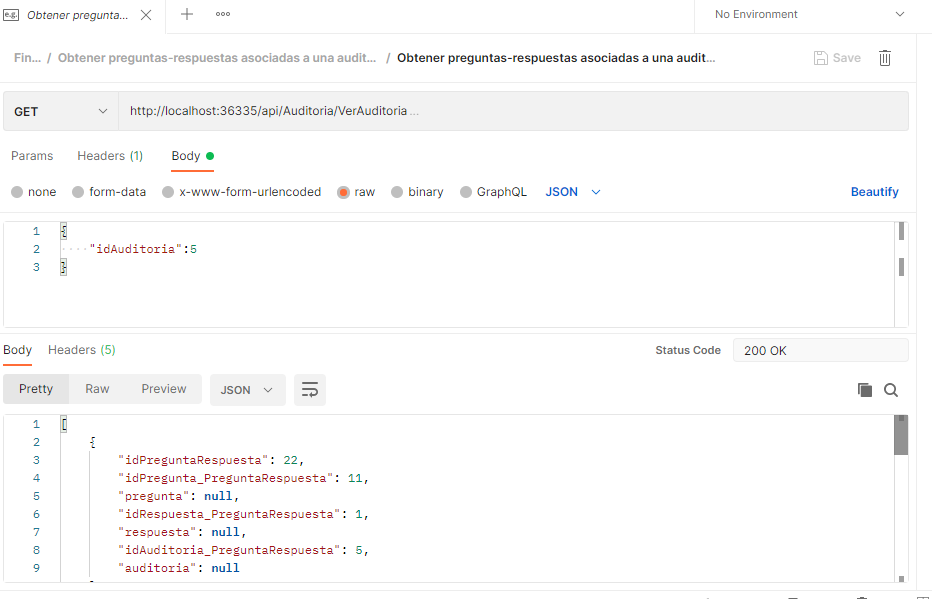 e.g. Obtener pregunta...
No Environment
Fin... / Obtener preguntas-respuestas asociadas a una audit... / Obtener preguntas-respuestas asociadas a una audit...
Save
GET http://localhost:36335/api/Auditoria/VerAuditoria ...
Params Headers (1) Body
none form-data x-www-form-urlencoded raw binary GraphQL JSON Beautify
1 {
2 "idAuditoria":5
3 }
Body Headers (5) Status Code 200 OK
Pretty Raw Preview JSON
1 [
2 {
3 "idPreguntaRespuesta": 22,
4 "idPregunta_PreguntaRespuesta": 11,
5 "pregunta": null,
6 "idRespuesta_PreguntaRespuesta": 1,
7 "respuesta": null,
8 "idAuditoria_PreguntaRespuesta": 5,
9 "auditoria": null